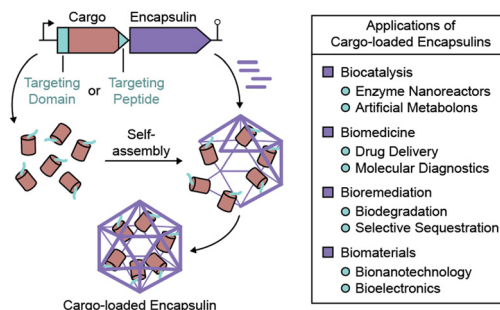 Cargo Encapsulin
Targeting Domain or Targeting Peptide
Self-assembly
Cargo-loaded Encapsulin
Applications of
Cargo-loaded Encapsulins
Biocatalysis
Enzyme Nanoreactors
Artificial Metabolons
Biomedicine
Drug Delivery
Molecular Diagnostics
Bioremediation
Biodegradation
Selective Sequestration
Biomaterials
Bionanotechnology
Bioelectronics